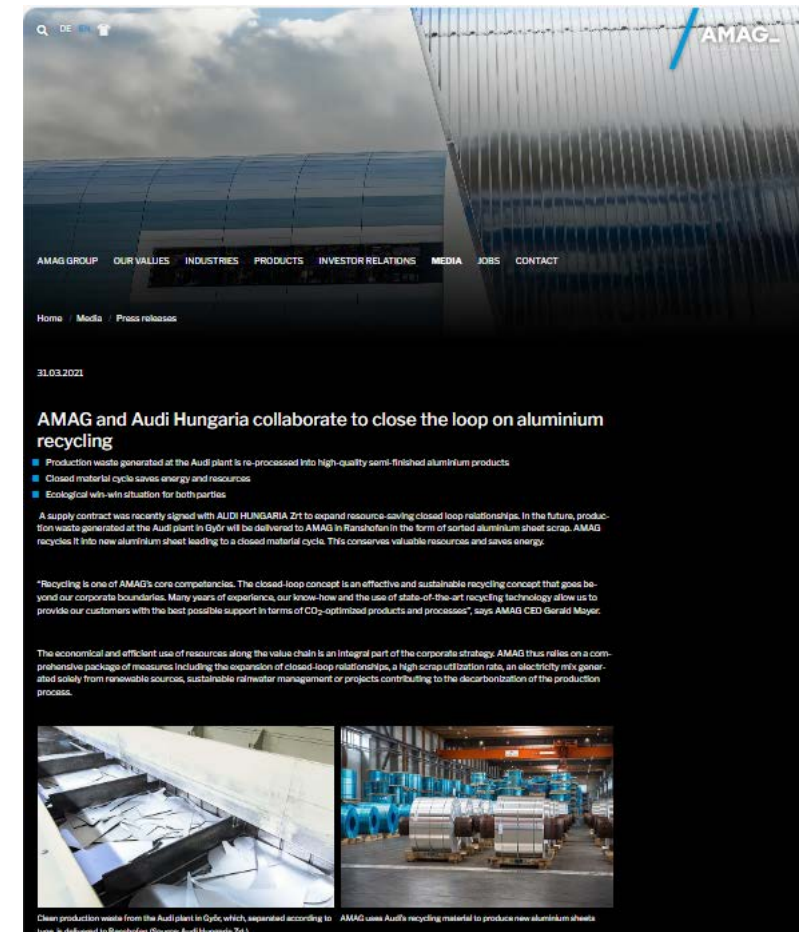 DE EN
AMAG_
AMAG GROUP OUR VALUES INDUSTRIES PRODUCTS INVESTOR RELATIONS MEDIA JOBS CONTACT
Home / Media / Press releases
31.03.2021
AMAG and Audi Hungaria collaborate to close the loop on aluminium
recycling
Production waste generated at the Audi plant is re-processed into high-quality semi-finished aluminium products
Closed material cycle saves energy and resources
Ecological win-win situation for both parties
A supply contract was recently signed with AUDI HUNGARIA Zrt to expand resource-saving closed loop relationships. In the future, produc-
tion waste generated at the Audi plant in Győr will be delivered to AMAG in Ranshofen in the form of sorted aluminium sheet scrap. AMAG
recycles it into new aluminium sheet leading to a closed material cycle. This conserves valuable resources and saves energy.
“Recycling is one of AMAG's core competencies. The closed-loop concept is an effective and sustainable recycling concept that goes be-
yond our corporate boundaries. Many years of experience, our know-how and the use of state-of-the-art recycling technology allow us to
provide our customers with the best possible support in terms of CO₂-optimized products and processes”, says AMAG CEO Gerald Mayer.
The economical and efficient use of resources along the value chain is an integral part of the corporate strategy. AMAG thus relies on a com-
prehensive package of measures including the expansion of closed-loop relationships, a high scrap utilization rate, an electricity mix gener-
ated solely from renewable sources, sustainable rainwater management or projects contributing to the decarbonization of the production
process.
Clean production waste from the Audi plant in Győr, which, separated according to
type, is delivered to Ranshofen (Source: Audi Hungaria Zrt.)
AMAG uses Audi's recycling material to produce new aluminium sheets